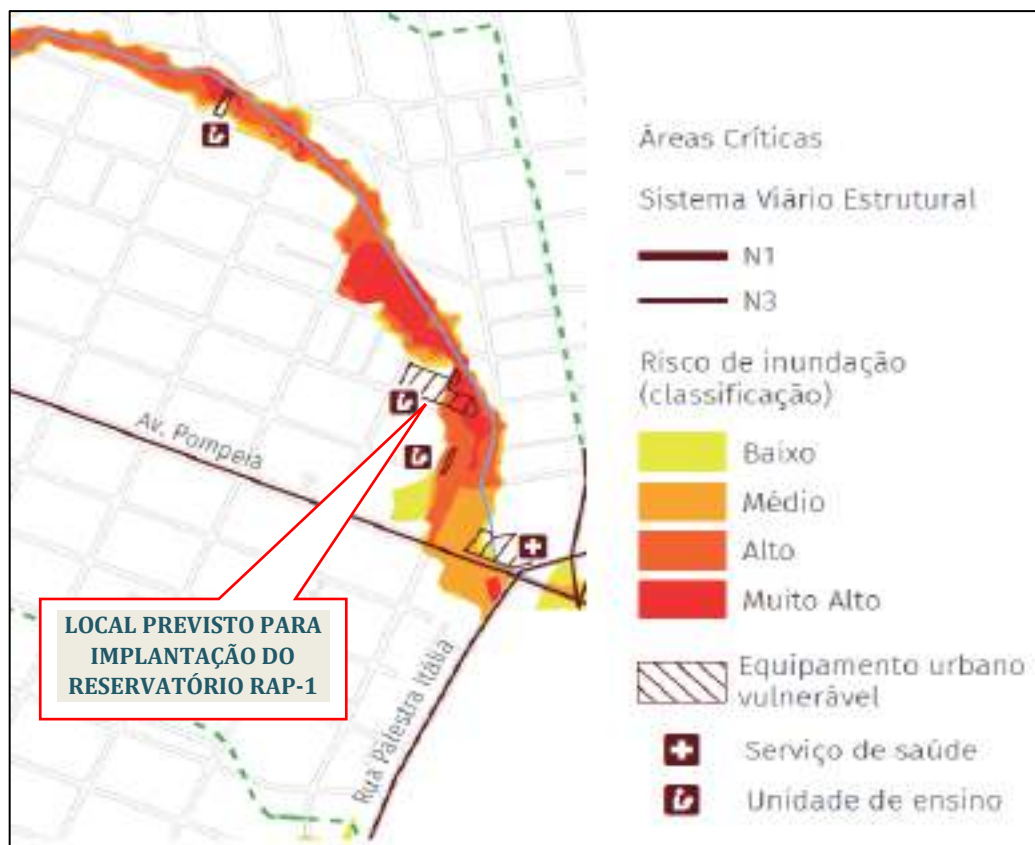 Áreas Críticas
Sistema Viário Estrutural
N1
N3
Risco de inundação
(classificação)
Baixo
Médio
Alto
Muito Alto
Equipamento urbano
vulnerável
Serviço de saúde
Unidade de ensino
Av. Pompeia
LOCAL PREVISTO PARA
IMPLANTAÇÃO DO
RESERVATÓRIO RAP-1
Rua Palestra Itália